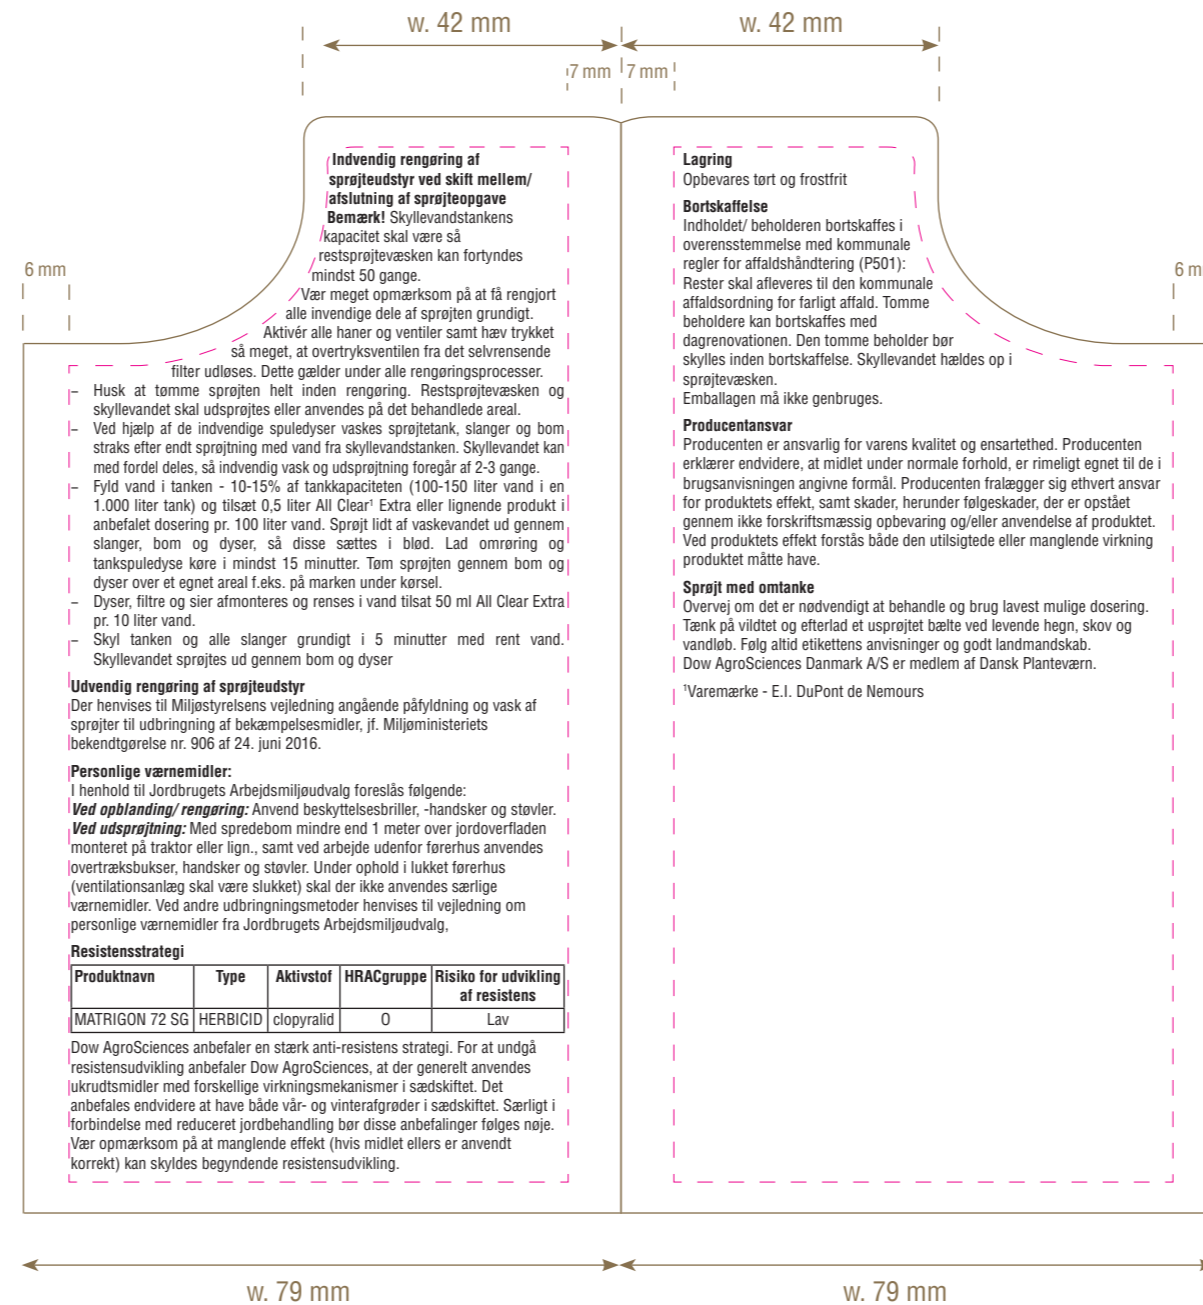 w. 42 mm
w. 42 mm
7 mm
7 mm
6 mm
Indvendig rengøring af
sprøjteudstyr ved skift mellem/
afslutning af sprøjteopgave
Bemærk! Skyllevandstankens
kapacitet skal være så
restsprøjtevæsken kan fortyndes
mindst 50 gange.
Vær meget opmærksom på at få rengjort
alle invendige dele af sprøjten grundigt.
Aktivér alle haner og ventiler samt hæv trykket
så meget, at overtryksventilen fra det selvrensende
filter udløses. Dette gælder under alle rengøringsprocesser.
– Husk at tømme sprøjten helt inden rengøring. Restsprøjtevæsken og
skyllevandet skal udsprøjtes eller anvendes på det behandlede areal.
– Ved hjælp af de indvendige spuledyser vaskes sprøjtetank, slanger og bom
straks efter endt sprøjtning med vand fra skyllevandstanken. Skyllevandet kan
med fordel deles, så indvendig vask og udsprøjtning foregår af 2-3 gange.
– Fyld vand i tanken - 10-15% af tankkapaciteten (100-150 liter vand i en
1.000 liter tank) og tilsæt 0,5 liter All Clear¹ Extra eller lignende produkt i
anbefalet dosering pr. 100 liter vand. Sprøjt lidt af vaskevandet ud gennem
slanger, bom og dyser, så disse sættes i blød. Lad omrøring og
tankspuledyse køre i mindst 15 minutter. Tøm sprøjten gennem bom og
dyser over et egnet areal f.eks. på marken under kørsel.
– Dyser, filtre og sier afmonteres og renses i vand tilsat 50 ml All Clear Extra
pr. 10 liter vand.
– Skyl tanken og alle slanger grundigt i 5 minutter med rent vand.
Skyllevandet sprøjtes ud gennem bom og dyser
Udvendig rengøring af sprøjteudstyr
Der henvises til Miljøstyrelsens vejledning angående påfyldning og vask af
sprøjter til udbringning af bekæmpelsesmidler, jf. Miljøministeriets
bekendtgørelse nr. 906 af 24. juni 2016.
Personlige værnemidler:
I henhold til Jordbrugets Arbejdsmiljøudvalg foreslås følgende:
Ved opblanding/ rengøring: Anvend beskyttelsesbriller, -handsker og støvler.
Ved udsprøjtning: Med spredebom mindre end 1 meter over jordoverfladen
monteret på traktor eller lign., samt ved arbejde udenfor førerhus anvendes
overtræksbukser, handsker og støvler. Under ophold i lukket førerhus
(ventilationsanlæg skal være slukket) skal der ikke anvendes særlige
værnemidler. Ved andre udbringningsmetoder henvises til vejledning om
personlige værnemidler fra Jordbrugets Arbejdsmiljøudvalg,
Resistensstrategi
Produktnavn Type Aktivstof HRACgruppe Risiko for udvikling
af resistens
MATRIGON 72 SG HERBICID clopyralid O Lav
Dow AgroSciences anbefaler en stærk anti-resistens strategi. For at undgå
resistensudvikling anbefaler Dow AgroSciences, at der generelt anvendes
ukrudtsmidler med forskellige virkningsmekanismer i sædskiftet. Det
anbefales endvidere at have både vår- og vinterafgrøder i sædskiftet. Særligt i
forbindelse med reduceret jordbehandling bør disse anbefalinger følges nøje.
Vær opmærksom på at manglende effekt (hvis midlet ellers er anvendt
korrekt) kan skyldes begyndende resistensudvikling.
Lagring
Opbevares tørt og frostfrit
Bortskaffelse
Indholdet/ beholderen bortskaffes i
overensstemmelse med kommunale
regler for affaldshåndtering (P501):
Rester skal afleveres til den kommunale
affaldsordning for farligt affald. Tomme
beholdere kan bortskaffes med
dagrenovationen. Den tomme beholder bør
skylles inden bortskaffelse. Skyllevandet hældes op i
sprøjtevæsken.
Emballagen må ikke genbruges.
Producentansvar
Producenten er ansvarlig for varens kvalitet og ensartethed. Producenten
erklærer endvidere, at midlet under normale forhold, er rimeligt egnet til de i
brugsanvisningen angivne formål. Producenten fralægger sig ethvert ansvar
for produktets effekt, samt skader, herunder følgeskader, der er opstået
gennem ikke forskriftsmæssig opbevaring og/eller anvendelse af produktet.
Ved produktets effekt forstås både den utilsigtede eller manglende virkning
produktet måtte have.
Sprøjt med omtanke
Overvej om det er nødvendigt at behandle og brug lavest mulige dosering.
Tænk på vildtet og efterlad et usprøjtet bælte ved levende hegn, skov og
vandløb. Følg altid etikettens anvisninger og godt landmandskab.
Dow AgroSciences Danmark A/S er medlem af Dansk Planteværn.
¹Varemærke - E.I. DuPont de Nemours
6 m
w. 79 mm
w. 79 mm